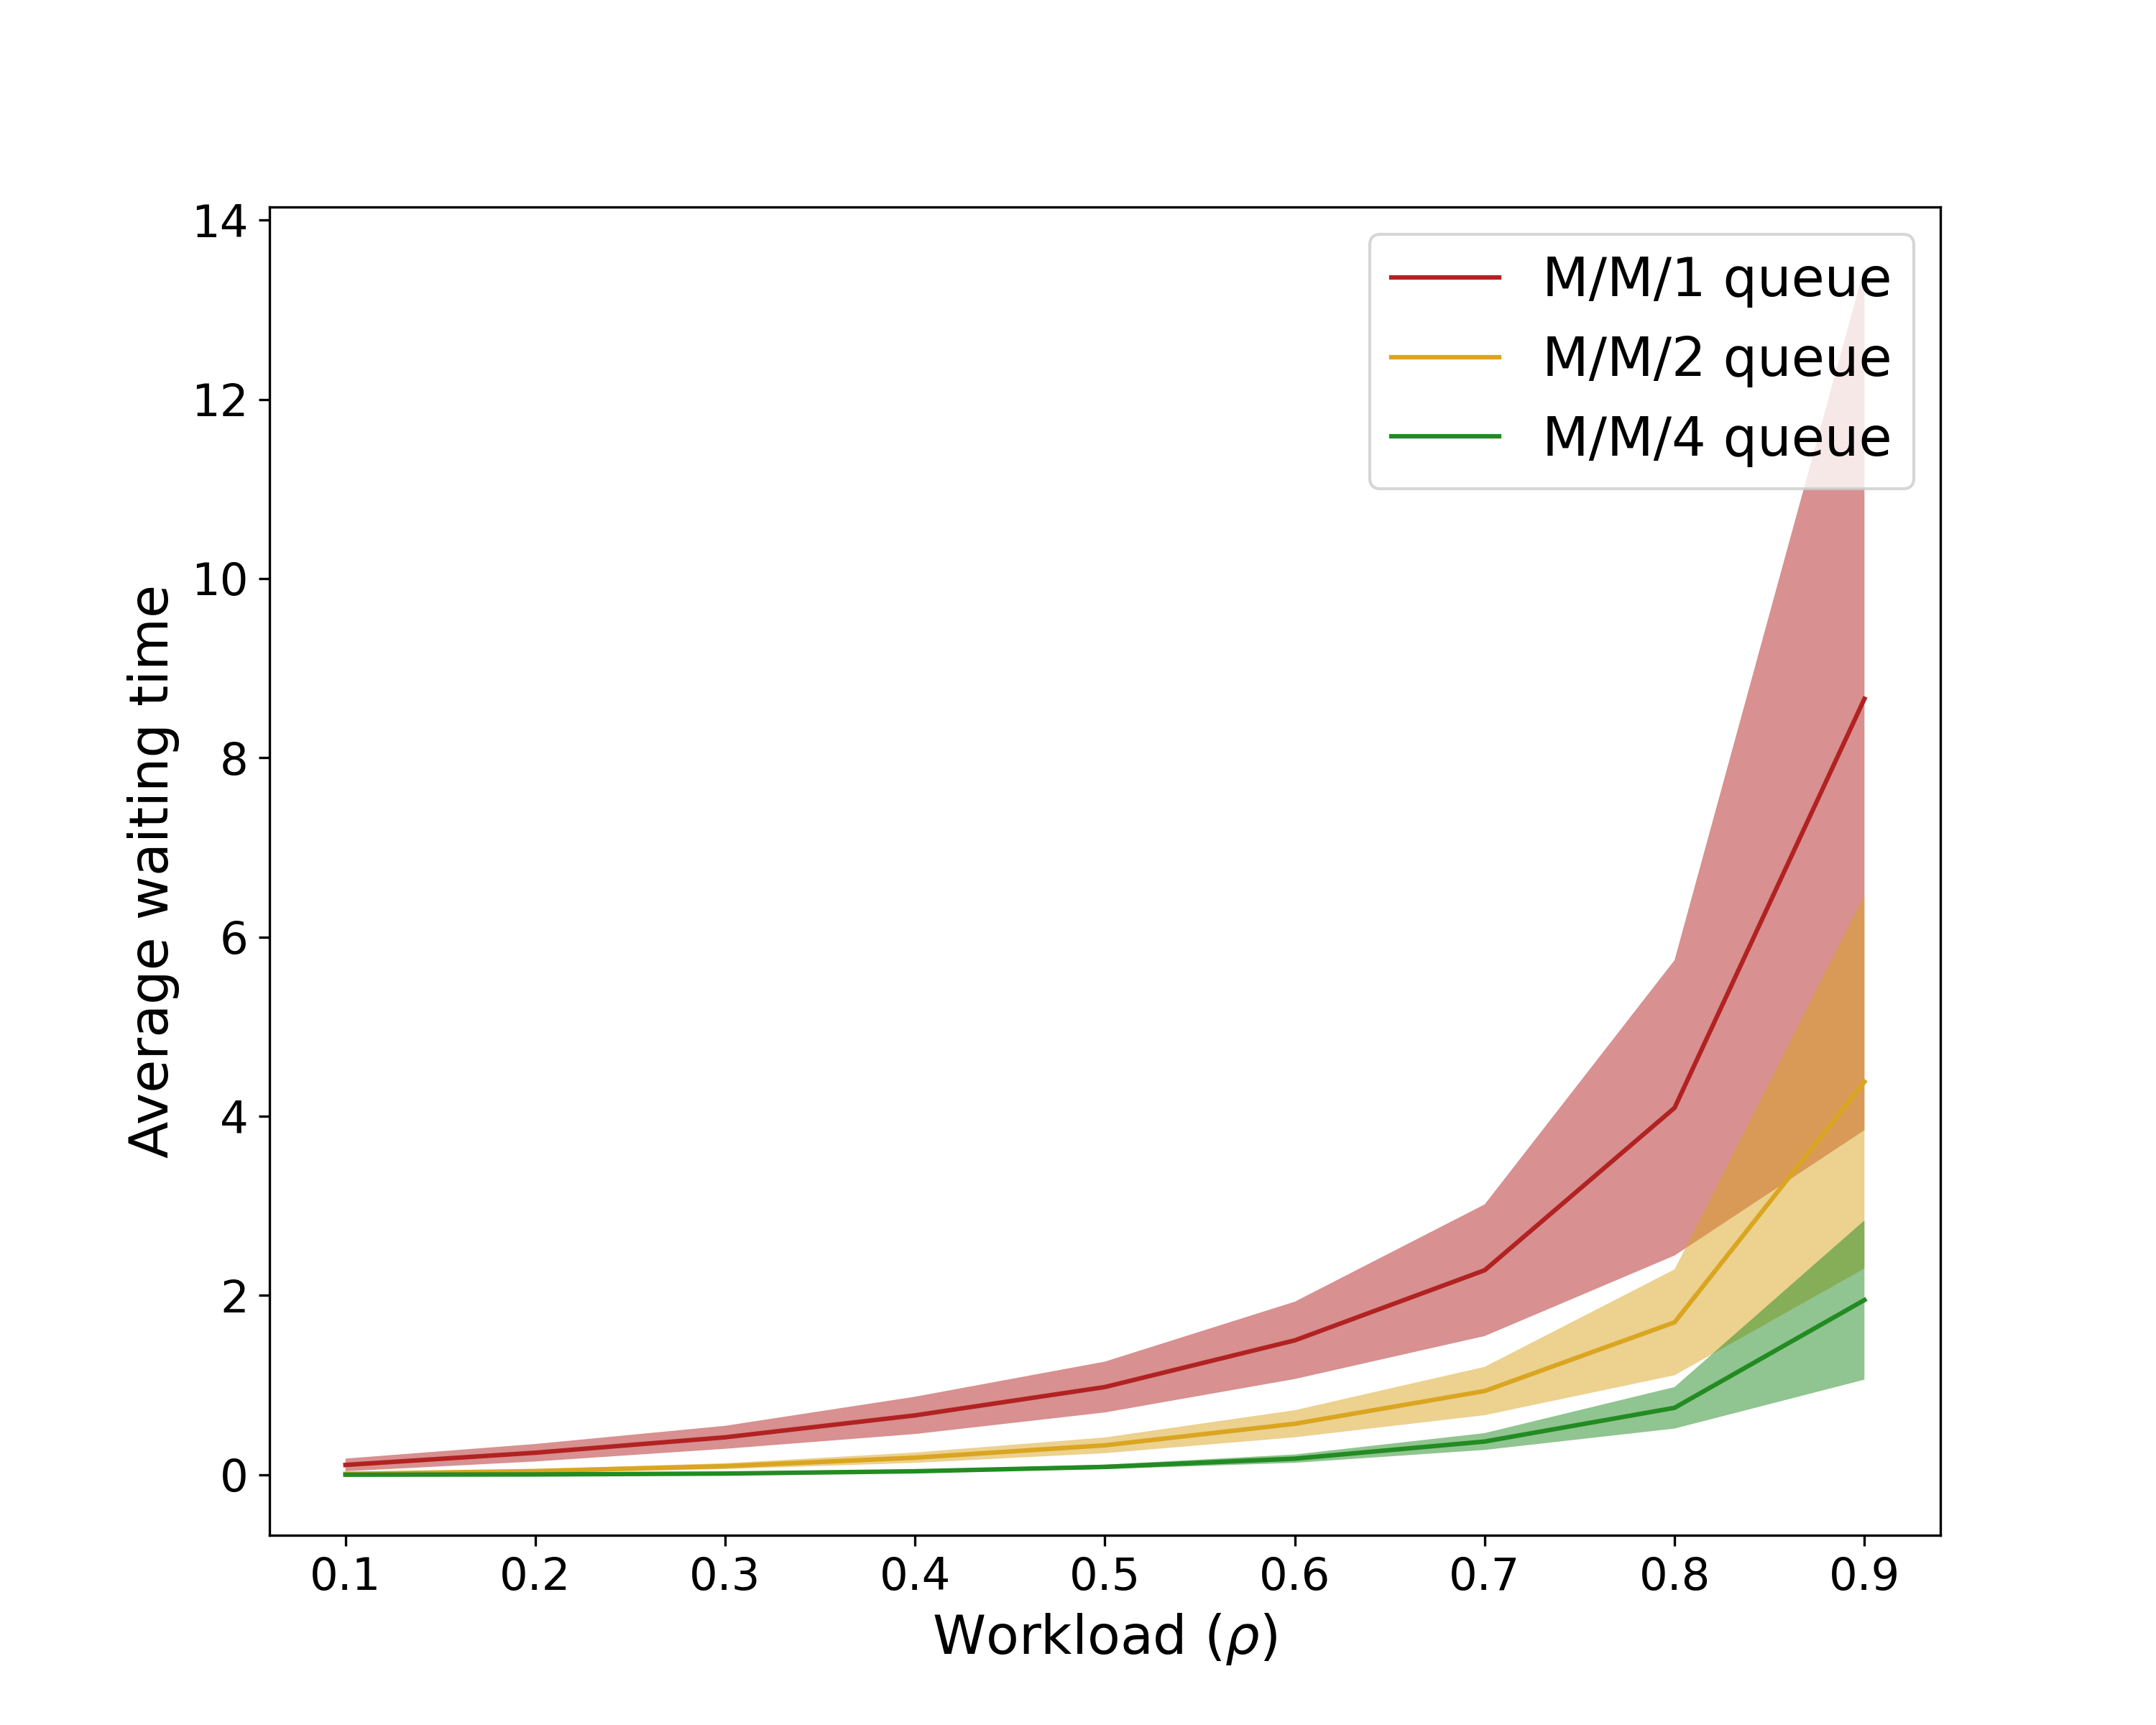 14
12
10
8
6
4
2
0
Average waiting time
M/M/1 queue
M/M/2 queue
M/M/4 queue
0.1 0.2 0.3 0.4 0.5 0.6 0.7 0.8 0.9
Workload (ρ)